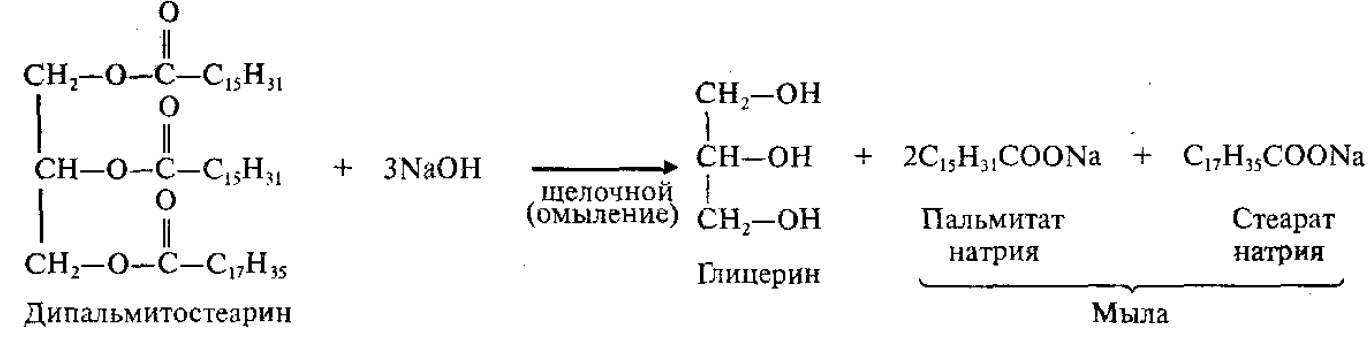 O
CH₂—O—C—C₁₅H₃₁
O
CH—O—C—C₁₅H₃₁ + 3NaOH
O
CH₂—O—C—C₁₇H₃₅
Дипальмитостеарин
щелочной
(омыление)
CH₂—OH
CH—OH
CH₂—OH
Глицерин
+ 2C₁₅H₃₁COONa + C₁₇H₃₅COONa
Пальмитат
натрия
Стеарат
натрия
Мыла